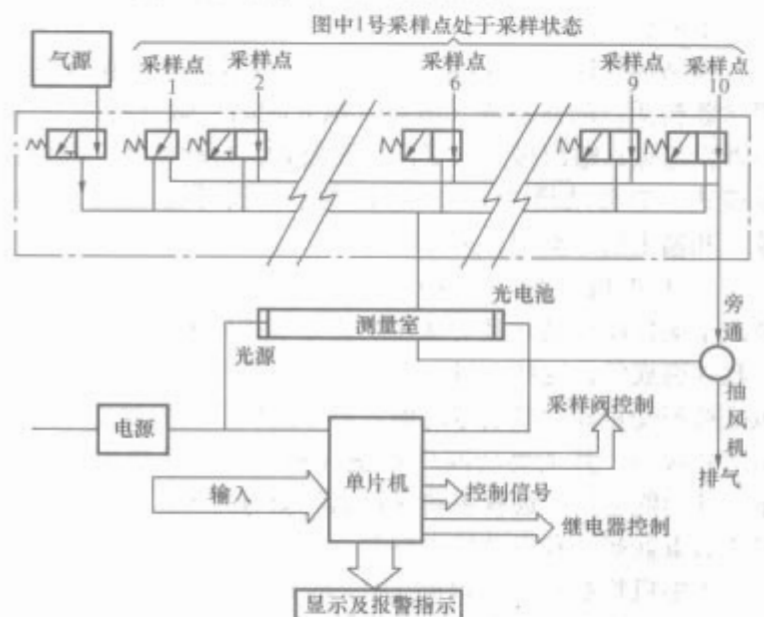 图中1号采样点处于采样状态
气源
采样点
1
采样点
2
采样点
6
采样点
9
采样点
10
光电池
测量室
光源
旁通
抽风机
排气
电源
采样阀控制
单片机
输入
控制信号
继电器控制
显示及报警指示